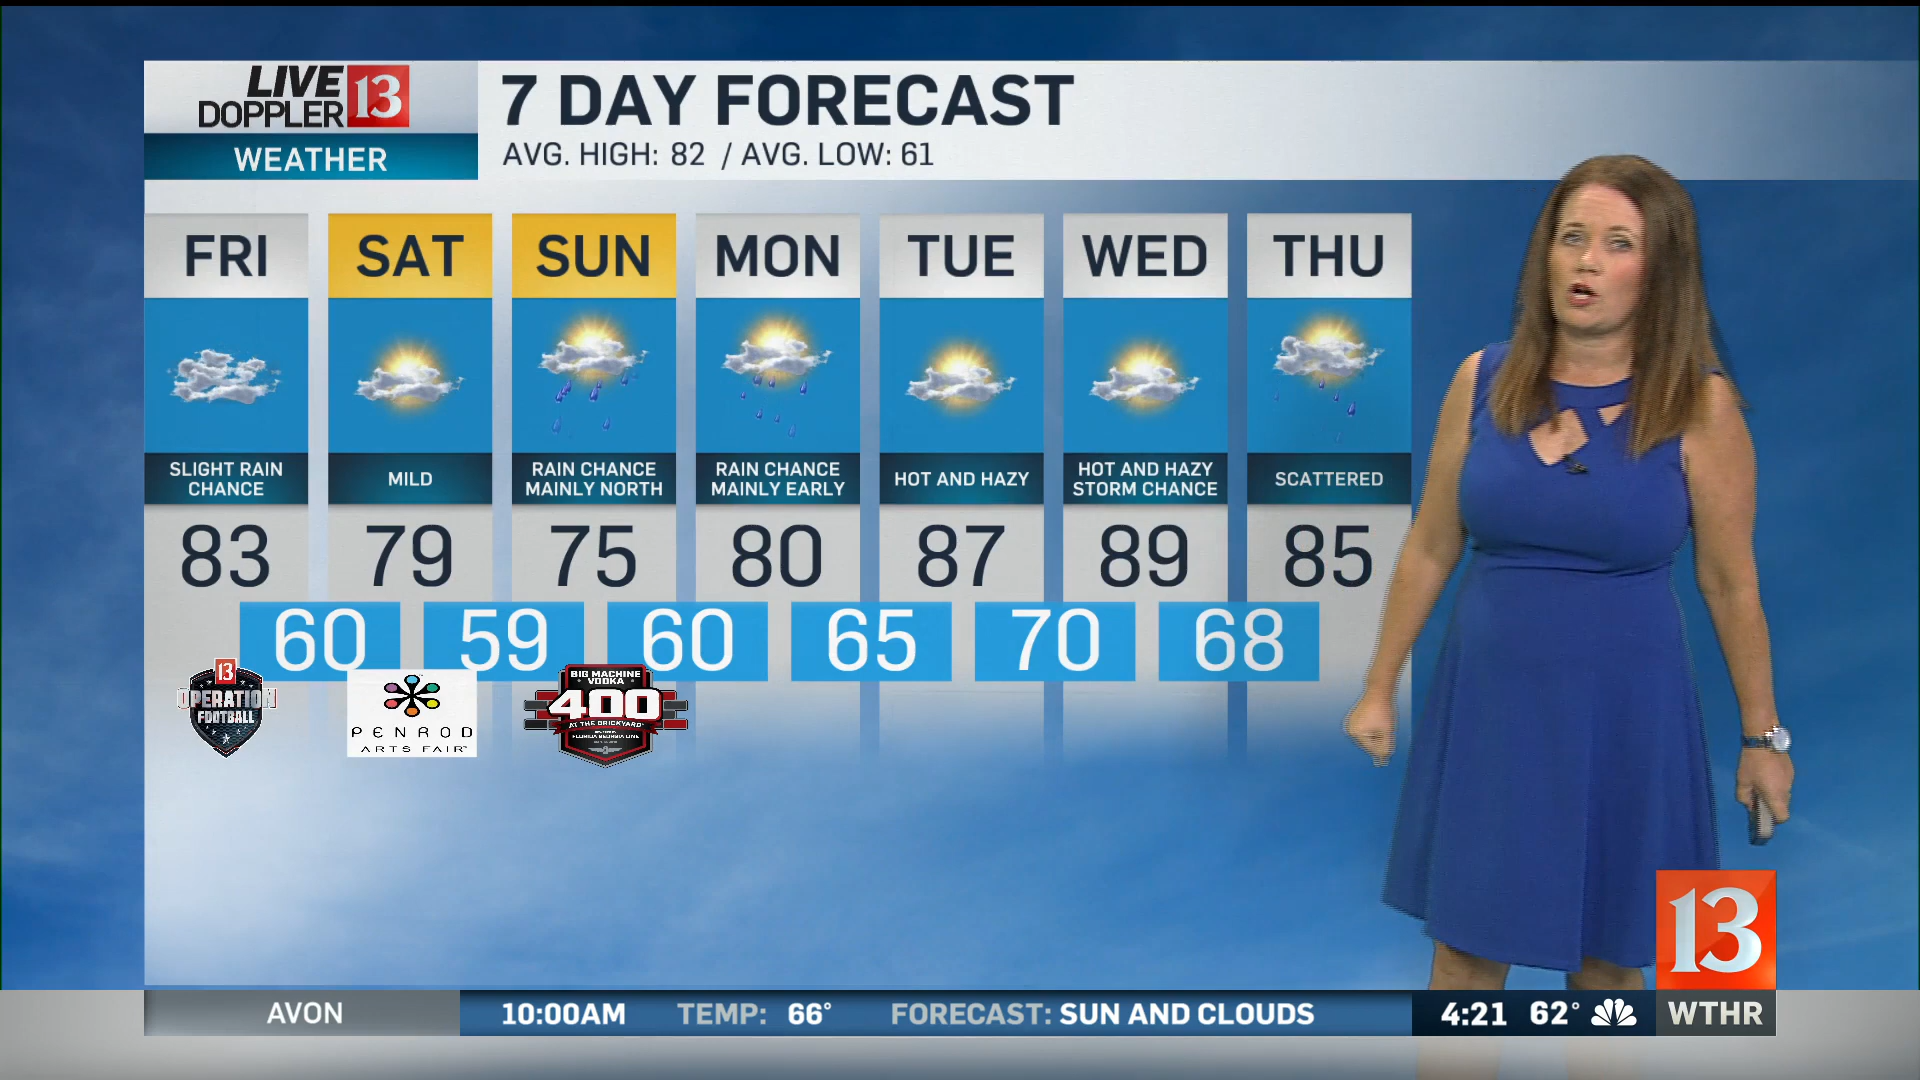 LIVE
DOPPLER 13
WEATHER
7 DAY FORECAST
AVG. HIGH: 82 / AVG. LOW: 61
FRI SAT SUN MON TUE WED THU
SLIGHT RAIN CHANCE
MILD
RAIN CHANCE MAINLY NORTH
RAIN CHANCE MAINLY EARLY
HOT AND HAZY
HOT AND HAZY STORM CHANCE
SCATTERED
83 79 75 80 87 89 85
60 59 60 65 70 68
13
OPERATION
FOOTBALL
PENROD
ARTS FAIR
BIG MACHINE
VODKA
400
AT THE BRICKYARD
FLORIDA GEORGIA LINE
13
AVON 10:00AM TEMP: 66° FORECAST: SUN AND CLOUDS 4:21 62° WTHR